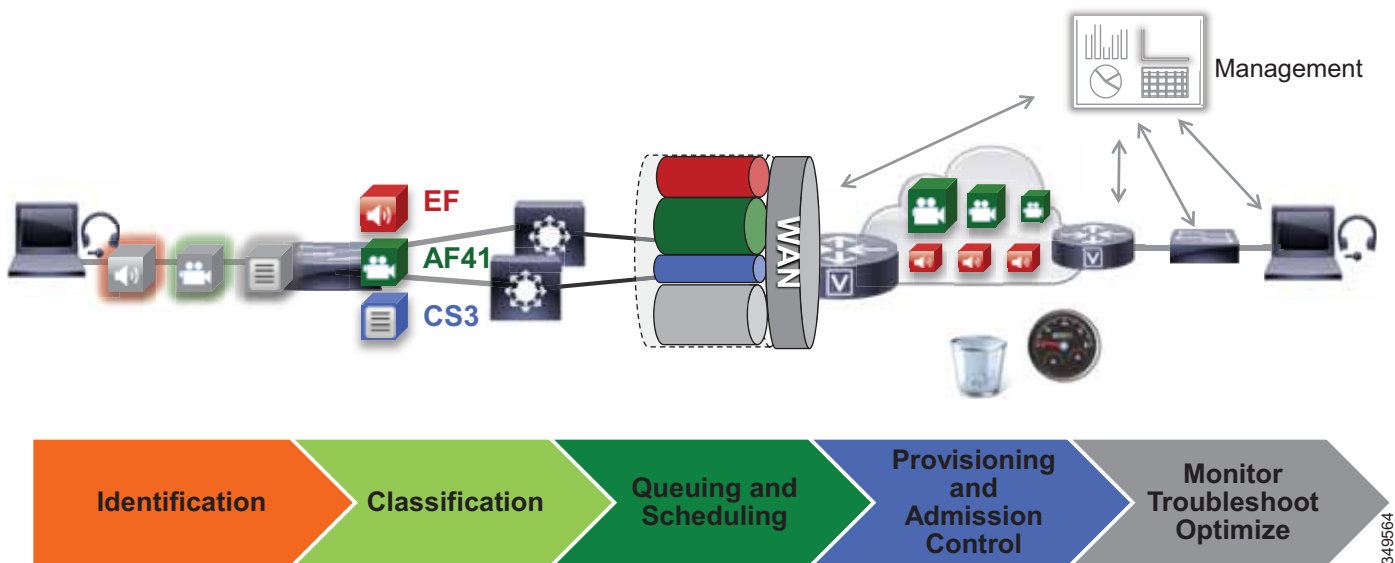 Management
EF
AF41
CS3
WAN
V
V
Identification
Classification
Queuing and
Scheduling
Provisioning
and
Admission
Control
Monitor
Troubleshoot
Optimize
349564